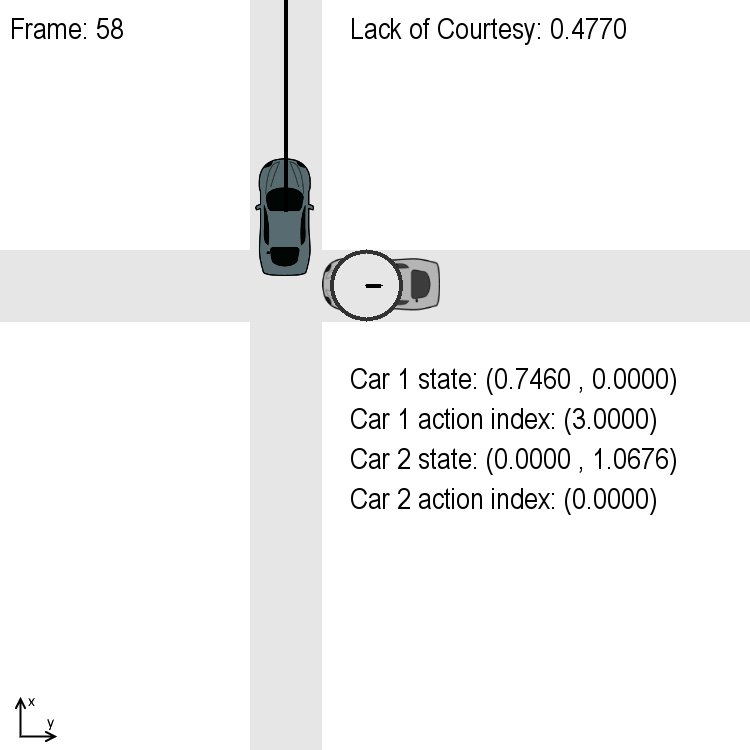 Frame: 58
Lack of Courtesy: 0.4770
Car 1 state: (0.7460 , 0.0000)
Car 1 action index: (3.0000)
Car 2 state: (0.0000 , 1.0676)
Car 2 action index: (0.0000)
x
y